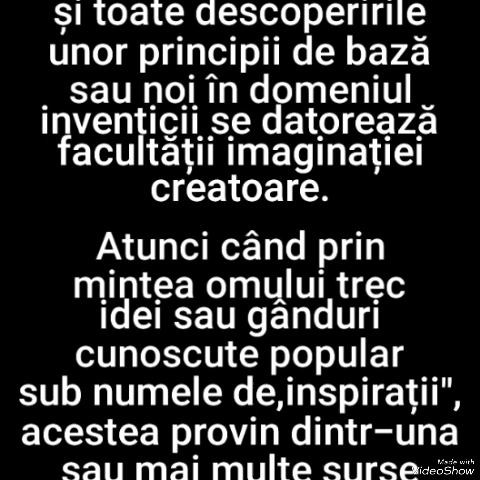 și toate descoperirile
unor principii de bază
sau noi în domeniul
inventicii se datorează
facultății imaginației
creatoare.
Atunci când prin
mintea omului trec
idei sau gânduri
cunoscute popular
sub numele de,inspirații",
acestea provin dintr–una
sau mai multe surse
Made with
VideoShow